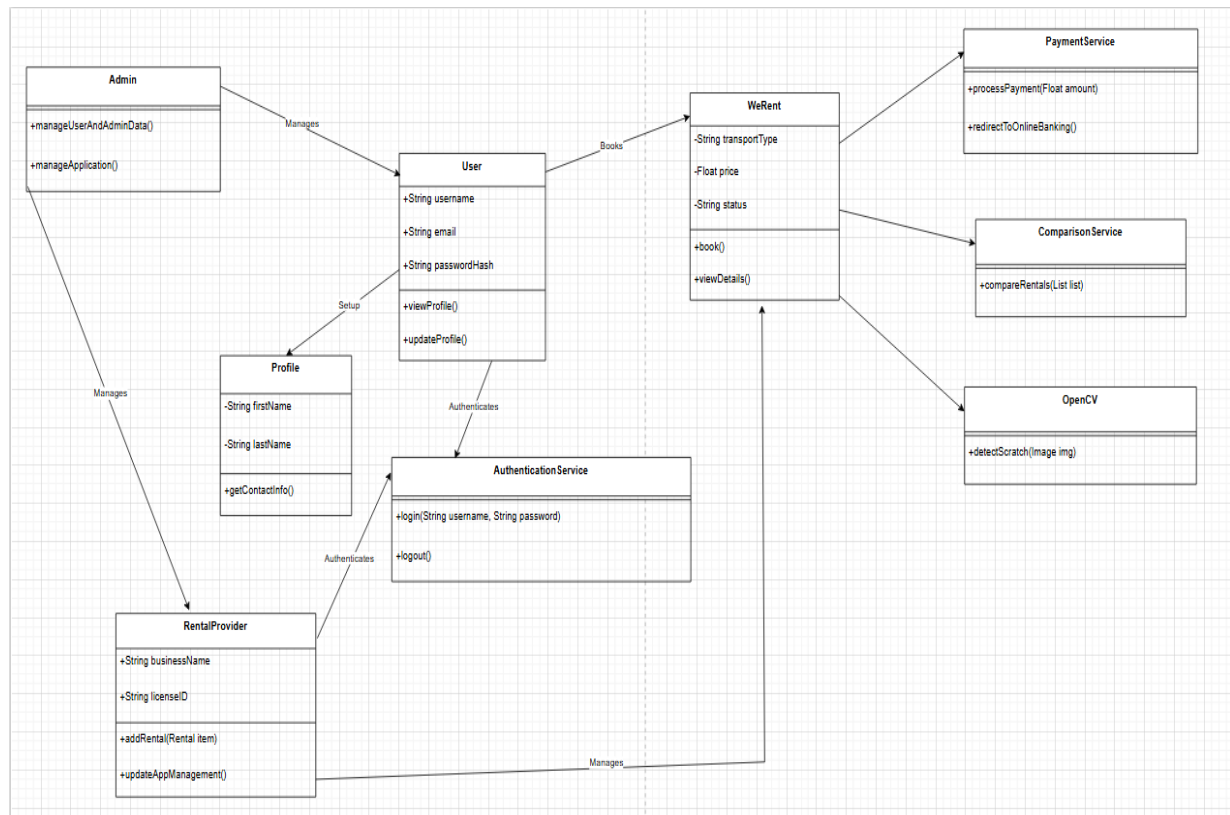 Admin
+manageUserAndAdminData()
+manageApplication()
Manages
User
+String username
+String email
+String passwordHash
+viewProfile()
+updateProfile()
Books
WeRent
-String transportType
-Float price
-String status
+book()
+viewDetails()
PaymentService
+processPayment(Float amount)
+redirectToOnlineBanking()
ComparisonService
+compareRentals(List list)
OpenCV
+detectScratch(Image img)
Setup
Profile
-String firstName
-String lastName
+getContactInfo()
Manages
Authenticates
AuthenticationService
+login(String username, String password)
+logout()
Authenticates
RentalProvider
+String businessName
+String licenseID
+addRental(Rental item)
+updateAppManagement()
Manages